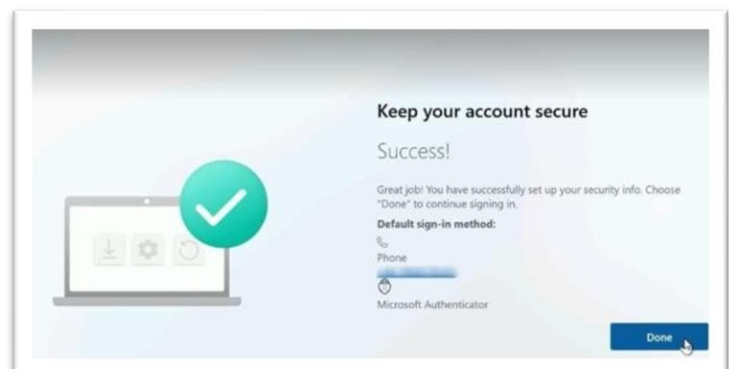 Keep your account secure
Success!
Great job! You have successfully set up your security info. Choose
"Done" to continue signing in.
Default sign-in method:
Phone
Microsoft Authenticator
Done